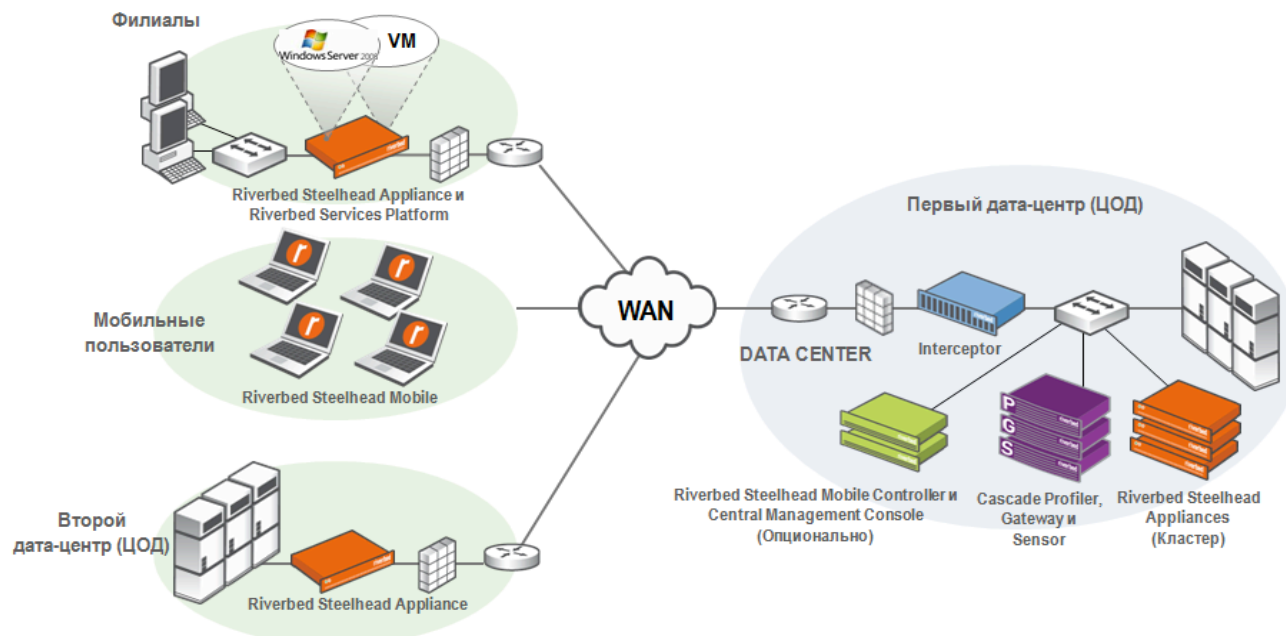 Филиалы
Windows Server 2008
VM
Riverbed Steelhead Appliance и
Riverbed Services Platform
Мобильные
пользователи
r
r
r
r
Riverbed Steelhead Mobile
Второй
дата-центр (ЦОД)
Riverbed Steelhead Appliance
WAN
Первый дата-центр (ЦОД)
DATA CENTER
Interceptor
Riverbed Steelhead Mobile Controller и
Central Management Console
(Опционально)
P
G
S
Cascade Profiler,
Gateway и
Sensor
Riverbed Steelhead
Appliances
(Кластер)